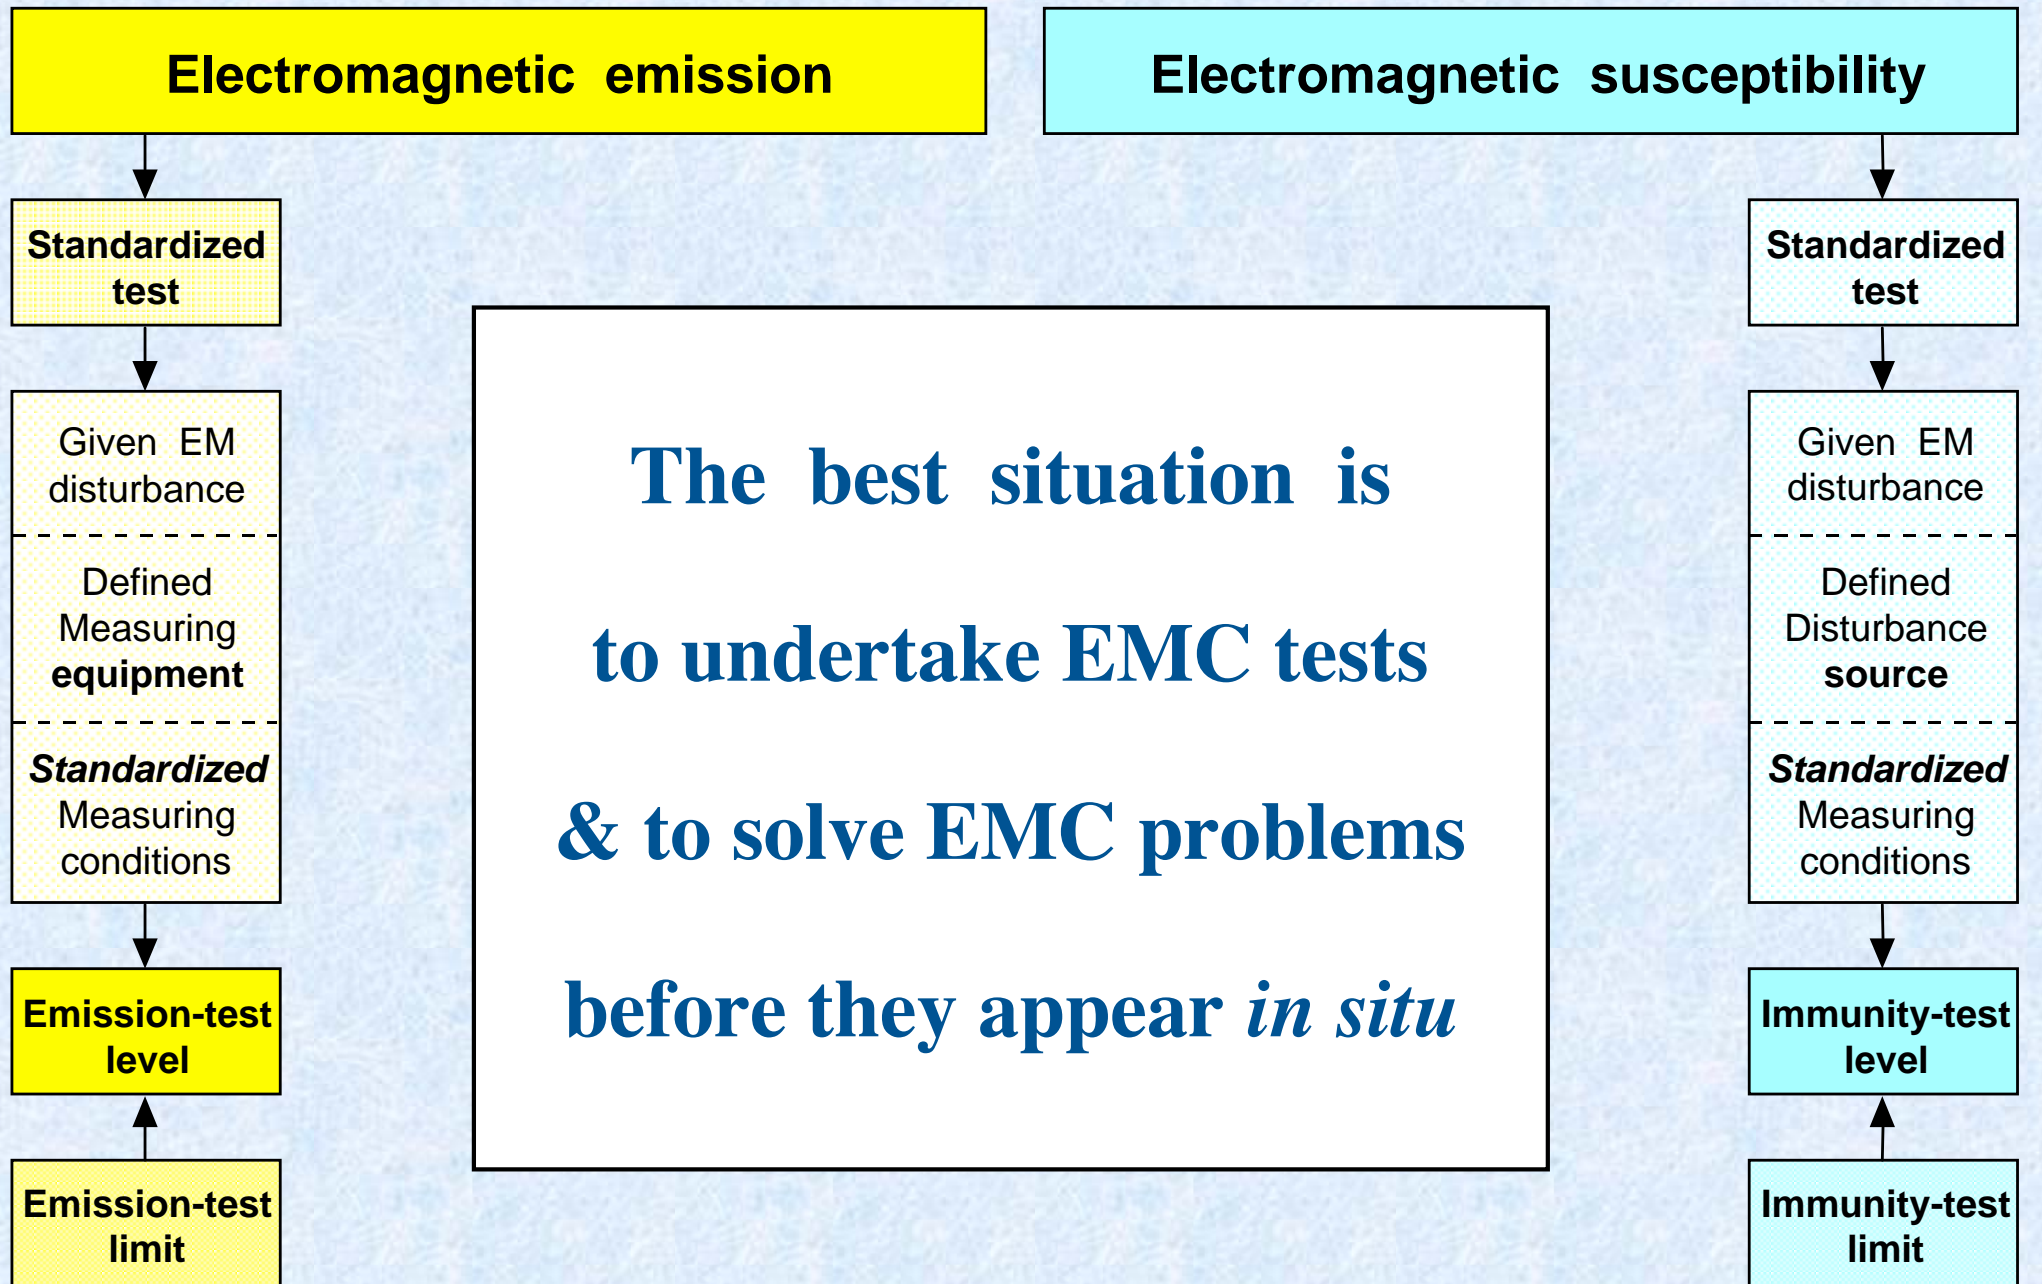 Electromagnetic emission
Standardized
test
Given EM
disturbance
Defined
Measuring
equipment
Standardized
Measuring
conditions
Emission-test
level
Emission-test
limit
The best situation is
to undertake EMC tests
& to solve EMC problems
before they appear in situ
Electromagnetic susceptibility
Standardized
test
Given EM
disturbance
Defined
Disturbance
source
Standardized
Measuring
conditions
Immunity-test
level
Immunity-test
limit